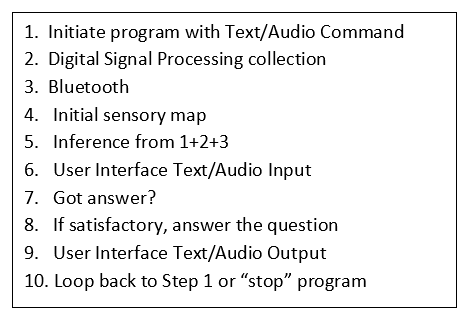 1. Initiate program with Text/Audio Command
2. Digital Signal Processing collection
3. Bluetooth
4. Initial sensory map
5. Inference from 1+2+3
6. User Interface Text/Audio Input
7. Got answer?
8. If satisfactory, answer the question
9. User Interface Text/Audio Output
10. Loop back to Step 1 or “stop” program